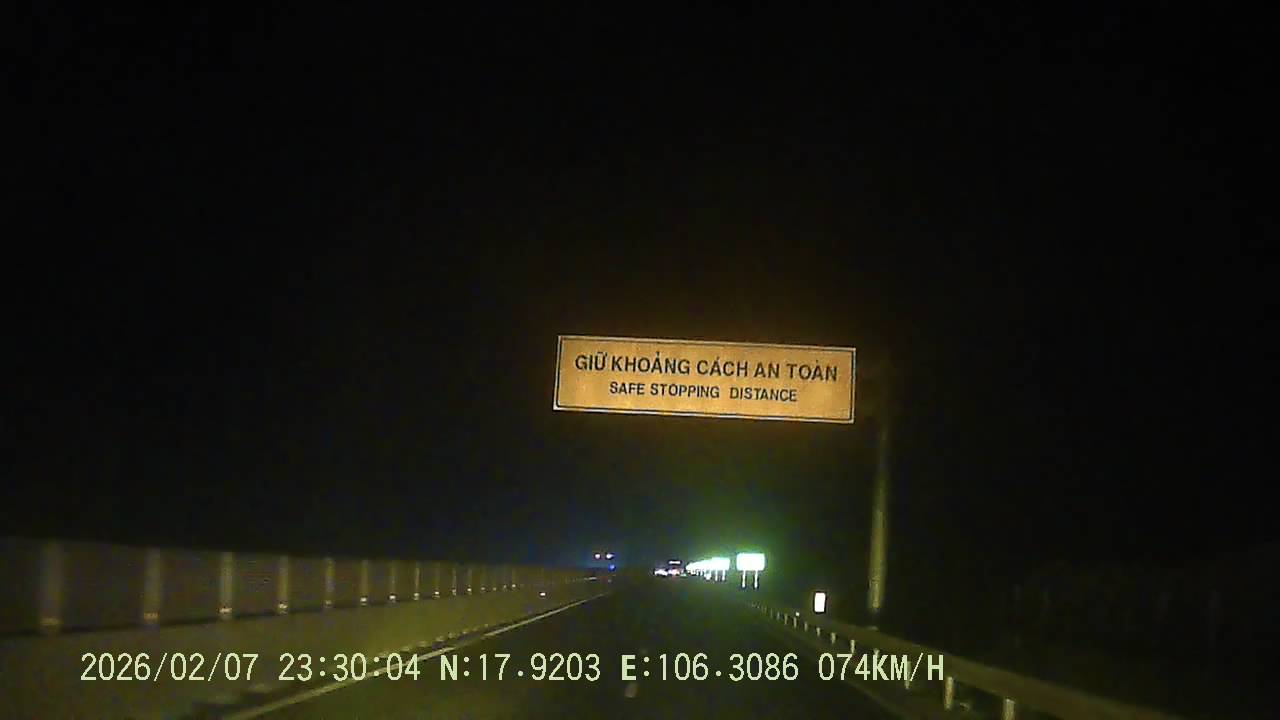 GIỮ KHOẢNG CÁCH AN TOÀN
SAFE STOPPING DISTANCE
2026/02/07 23:30:04 N:17.9203 E:106.3086 074KM/H